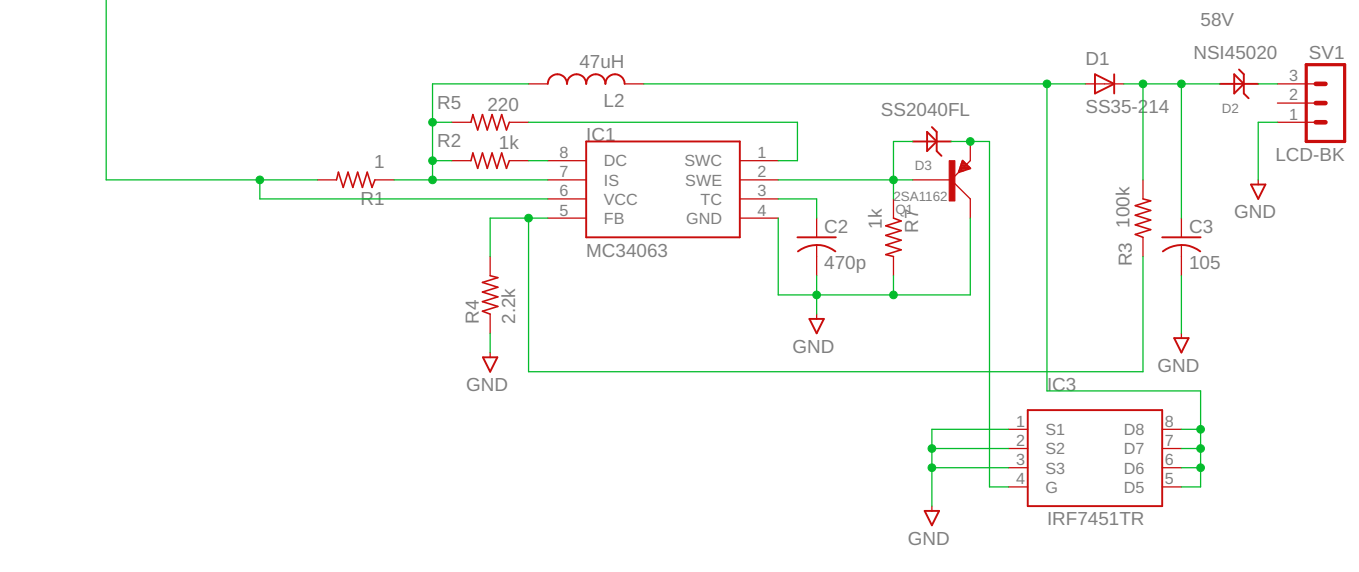 58V
NSI45020
SV1
47uH
D1
3
2
1
L2
SS35-214
D2
LCD-BK
R5
220
SS2040FL
R2
1k
IC1
D3
1
R1
8
7
6
5
DC
IS
VCC
FB
SWC
SWE
TC
GND
1
2
3
4
MC34063
2SA1162
Q1
1k
R7
C2
470p
100k
R3
C3
105
GND
R4
2.2k
GND
GND
GND
IC3
1
2
3
4
S1
S2
S3
G
D8
D7
D6
D5
8
7
6
5
IRF7451TR
GND